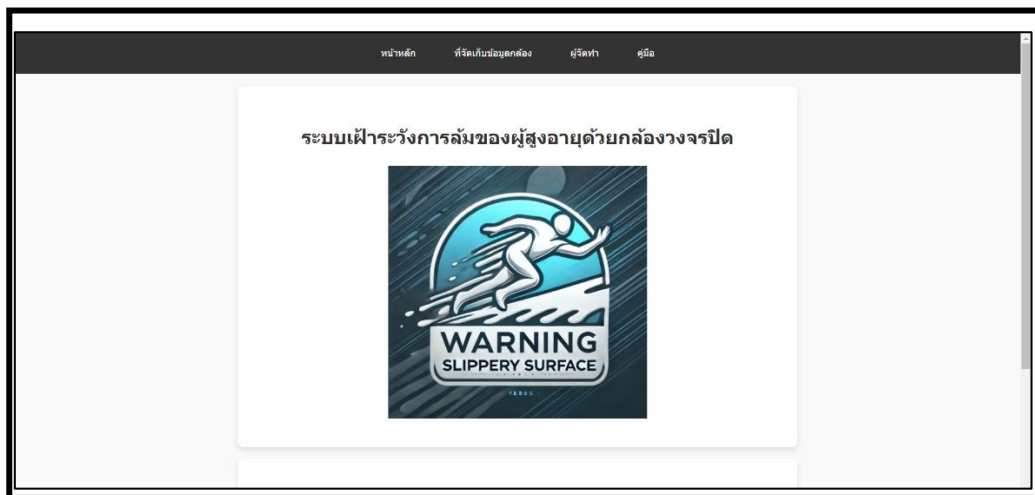 หน้าหลัก ที่จัดเก็บข้อมูลกล้อง ผู้จัดทำ คู่มือ
ระบบเฝ้าระวังการล้มของผู้สูงอายุด้วยกล้องวงจรปิด
WARNING
SLIPPERY SURFACE